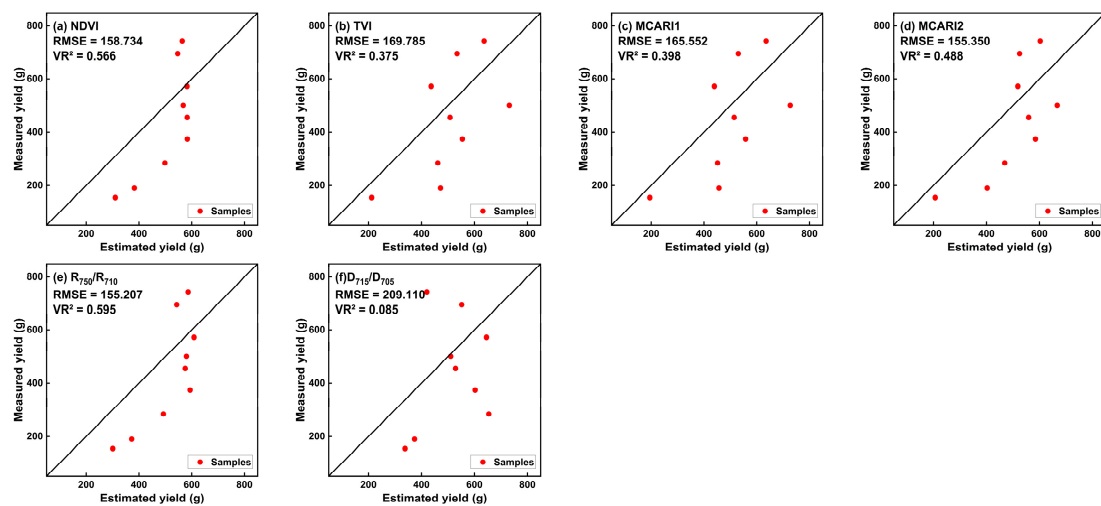 (a) NDVI
RMSE = 158.734
VR² = 0.566
800
600
400
200
Measured yield (g)
200 400 600 800
Estimated yield (g)
Samples
(b) TVI
RMSE = 169.785
VR² = 0.375
800
600
400
200
Measured yield (g)
200 400 600 800
Estimated yield (g)
Samples
(c) MCARI1
RMSE = 165.552
VR² = 0.398
800
600
400
200
Measured yield (g)
200 400 600 800
Estimated yield (g)
Samples
(d) MCARI2
RMSE = 155.350
VR² = 0.488
800
600
400
200
Measured yield (g)
200 400 600 800
Estimated yield (g)
Samples
(e) R₇₅₀/R₇₁₀
RMSE = 155.207
VR² = 0.595
800
600
400
200
Measured yield (g)
200 400 600 800
Estimated yield (g)
Samples
(f)D₇₁₅/D₇₀₅
RMSE = 209.110
VR² = 0.085
800
600
400
200
Measured yield (g)
200 400 600 800
Estimated yield (g)
Samples